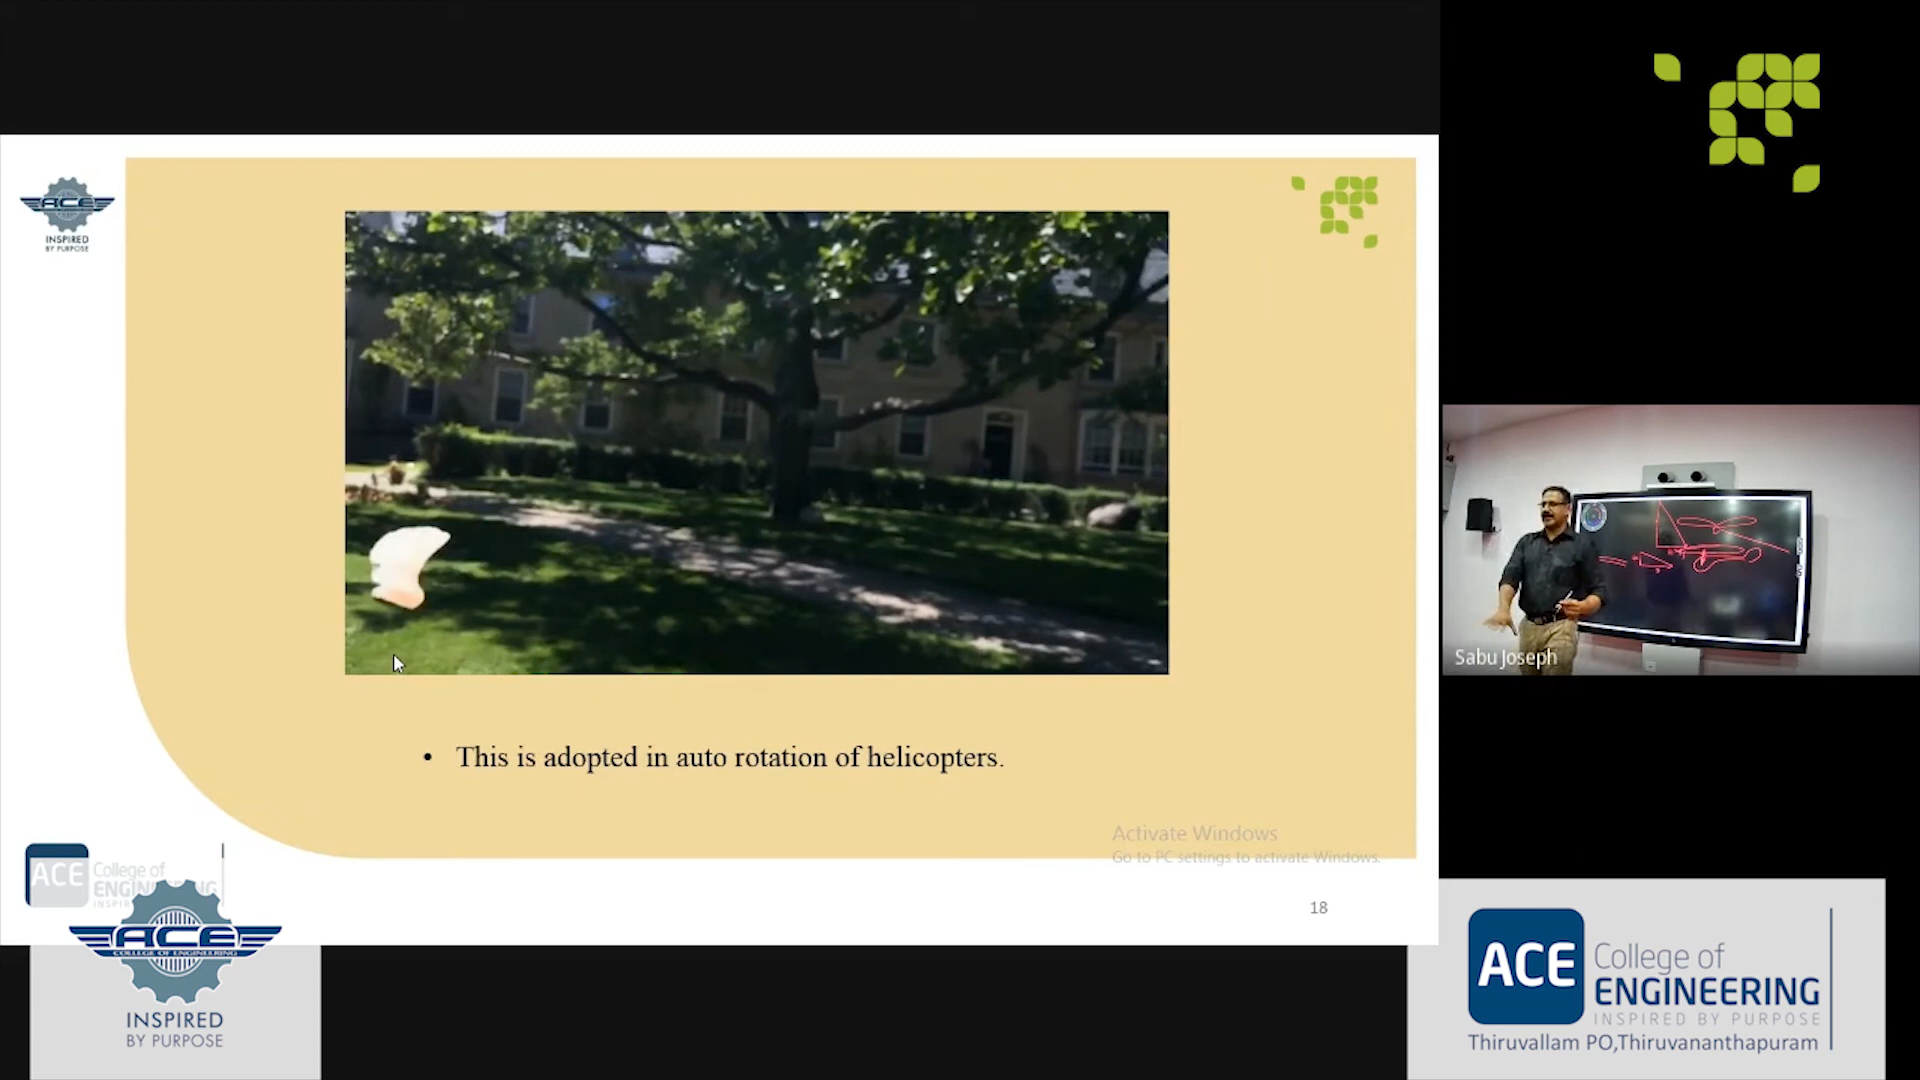 ACE
INSPIRED
BY PURPOSE
• This is adopted in auto rotation of helicopters.
Activate Windows
Go to PC settings to activate Windows.
18
Sabu Joseph
ACE
College of
ENGIN
INSPIR
ACE
COLLEGE OF ENGINEERING
INSPIRED
BY PURPOSE
ACE
College of
ENGINEERING
INSPIRED BY PURPOSE
Thiruvallam PO,Thiruvananthapuram